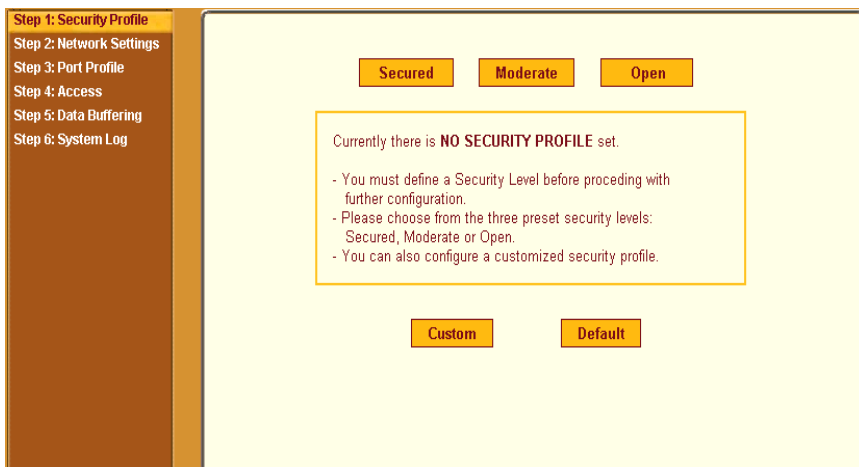 Step 1: Security Profile
Step 2: Network Settings
Step 3: Port Profile
Step 4: Access
Step 5: Data Buffering
Step 6: System Log
Secured Moderate Open
Currently there is NO SECURITY PROFILE set.
- You must define a Security Level before proceding with
further configuration.
- Please choose from the three preset security levels:
Secured, Moderate or Open.
- You can also configure a customized security profile.
Custom Default